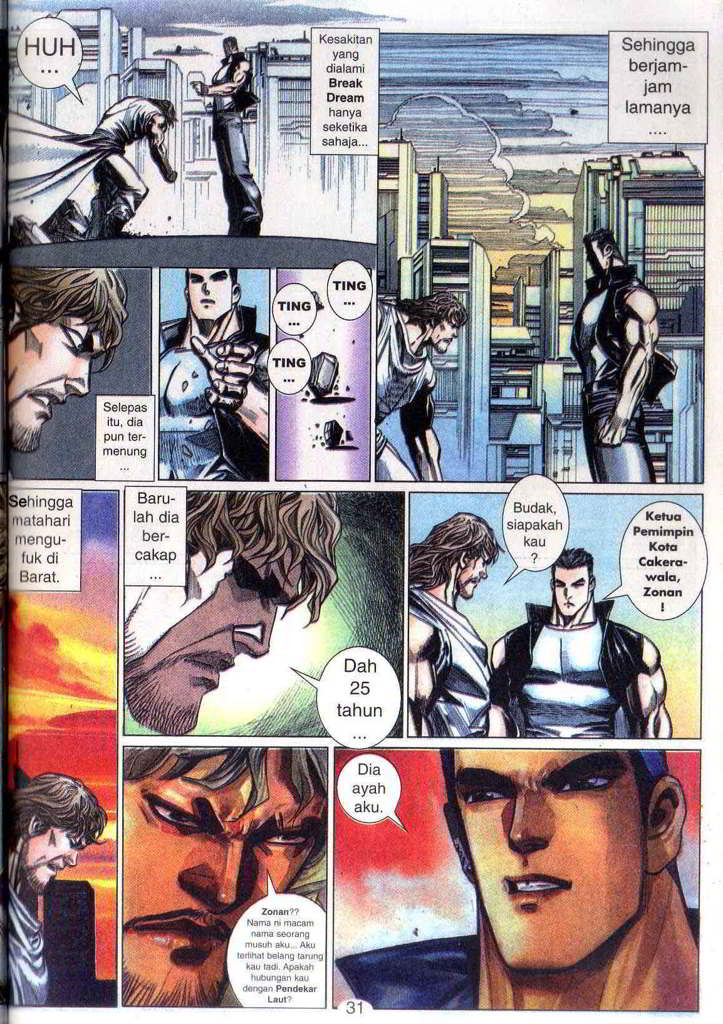 HUH
...
Kesakitan
yang
dialami
Break
Dream
hanya
seketika
sahaja...
Sehingga
berjam-
jam
lamanya
....
Selepas
itu, dia
pun ter-
menung
...
TING
...
TING
...
TING
...
Sehingga
matahari
mengu-
fuk di
Barat.
Baru-
lah dia
ber-
cakap
...
Dah
25
tahun
...
Budak,
siapakah
kau
?
Ketua
Pemimpin
Kota
Cakera-
wala,
Zonan
!
Zonan??
Nama ni macam
nama seorang
musuh aku... Aku
terlihat belang tarung
kau tadi. Apakah
hubungan kau
dengan Pendekar
Laut?
Dia
ayah
aku.
31